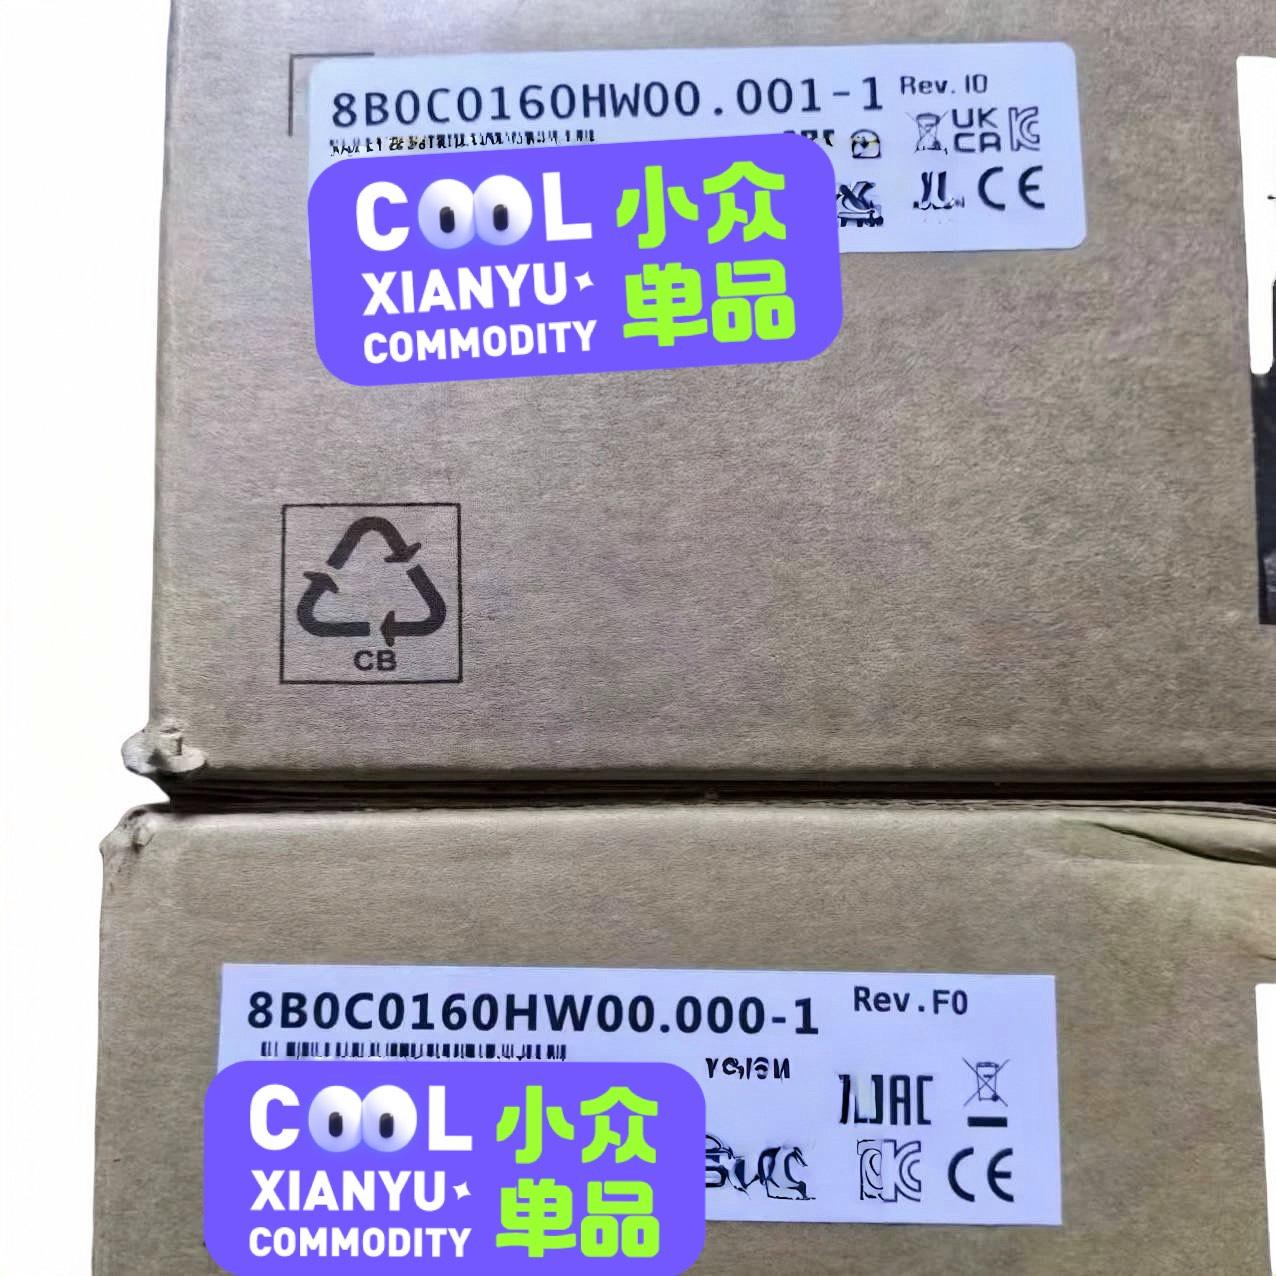 8B0C0160HW00.001-1 Rev. I0
UK
CA
CE
COOL 小众
XIANYU 单品
COMMODITY
CB
8B0C0160HW00.000-1 Rev.F0
CE
COOL 小众
XIANYU 单品
COMMODITY